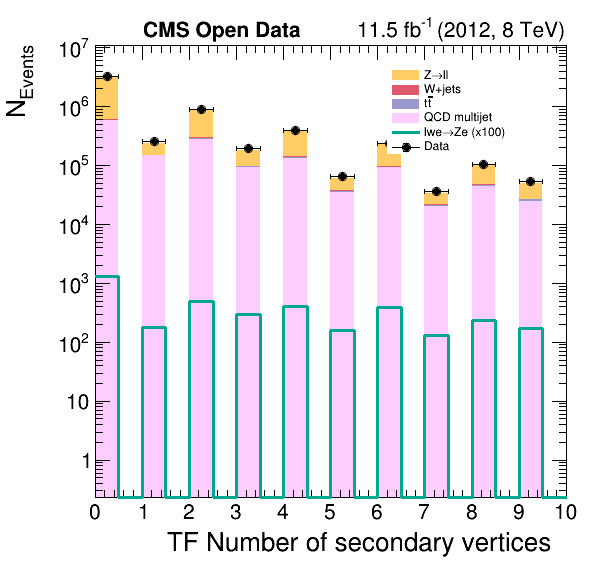 CMS Open Data 11.5 fb⁻¹ (2012, 8 TeV)
N_Events
10⁷
10⁶
10⁵
10⁴
10³
10²
10
1
Z→ll
W+jets
tt̅
QCD multijet
lwe→Ze (x100)
Data
0 1 2 3 4 5 6 7 8 9 10
TF Number of secondary vertices